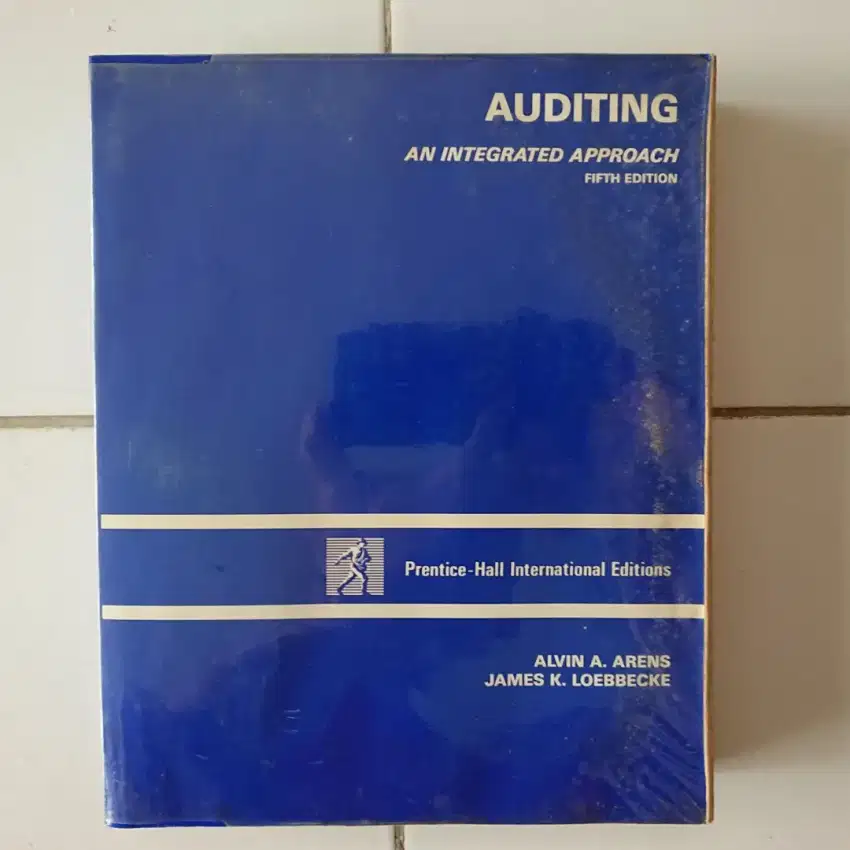 AUDITING
AN INTEGRATED APPROACH
FIFTH EDITION
Prentice-Hall International Editions
ALVIN A. ARENS
JAMES K. LOEBBECKE